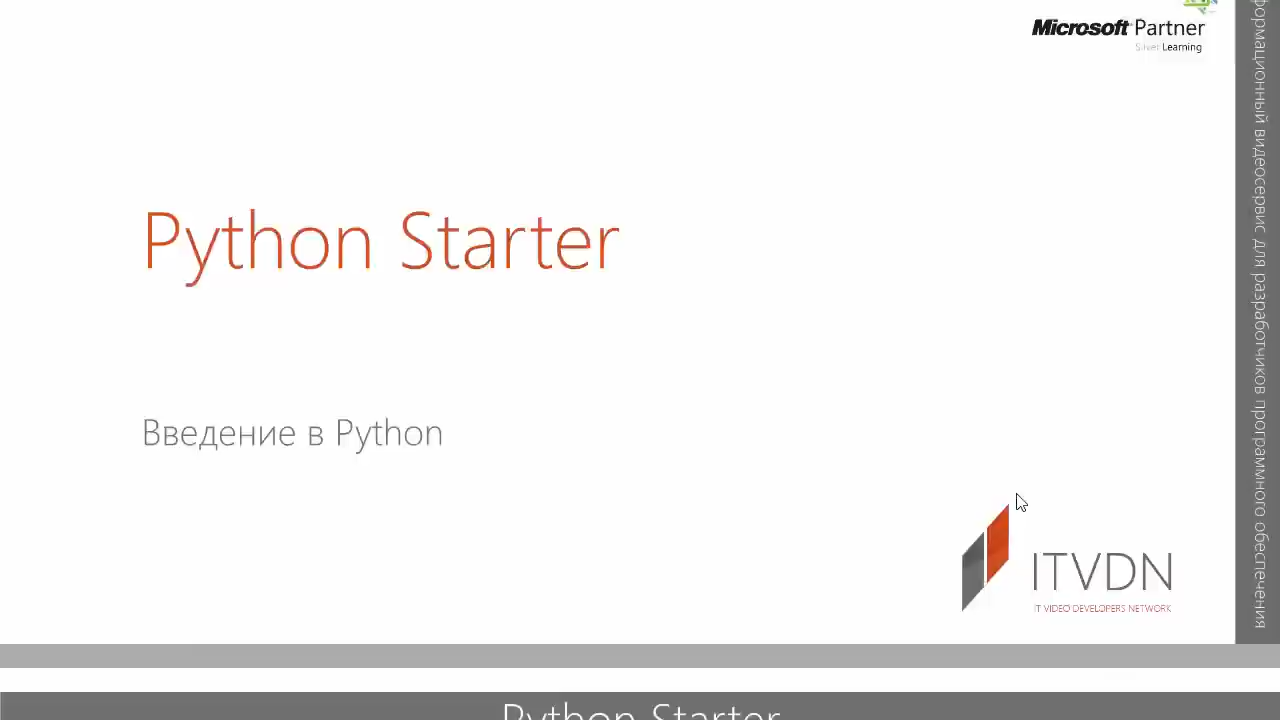 Microsoft Partner
Silver Learning
формационный видеосервис для разработчиков программного обеспечения
Python Starter
Введение в Python
ITVDN
IT VIDEO DEVELOPERS NETWORK
Python Starter